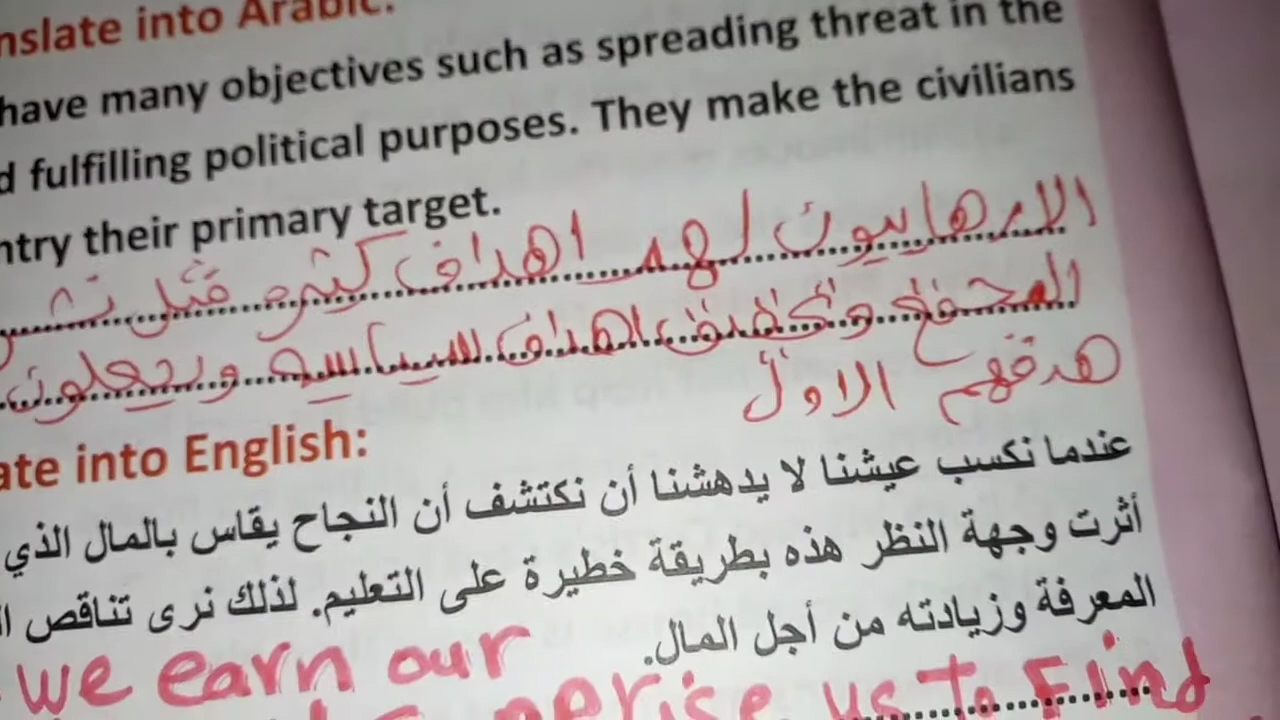 nslate into Arabic:
have many objectives such as spreading threat in the
d fulfilling political purposes. They make the civilians
ntry their primary target.
الارهابيون لهم اهداف كثيره مثل
المجتمع وتحقيق اهداف سياسيه ويجعلون
هدفهم الاول
ate into English:
عندما نكسب عيشنا لا يدهشنا أن نكتشف أن النجاح يقاس بالمال الذي
أثرت وجهة النظر هذه بطريقة خطيرة على التعليم. لذلك نرى تناقص ا
المعرفة وزيادته من أجل المال.
we earn our
prise us to Find